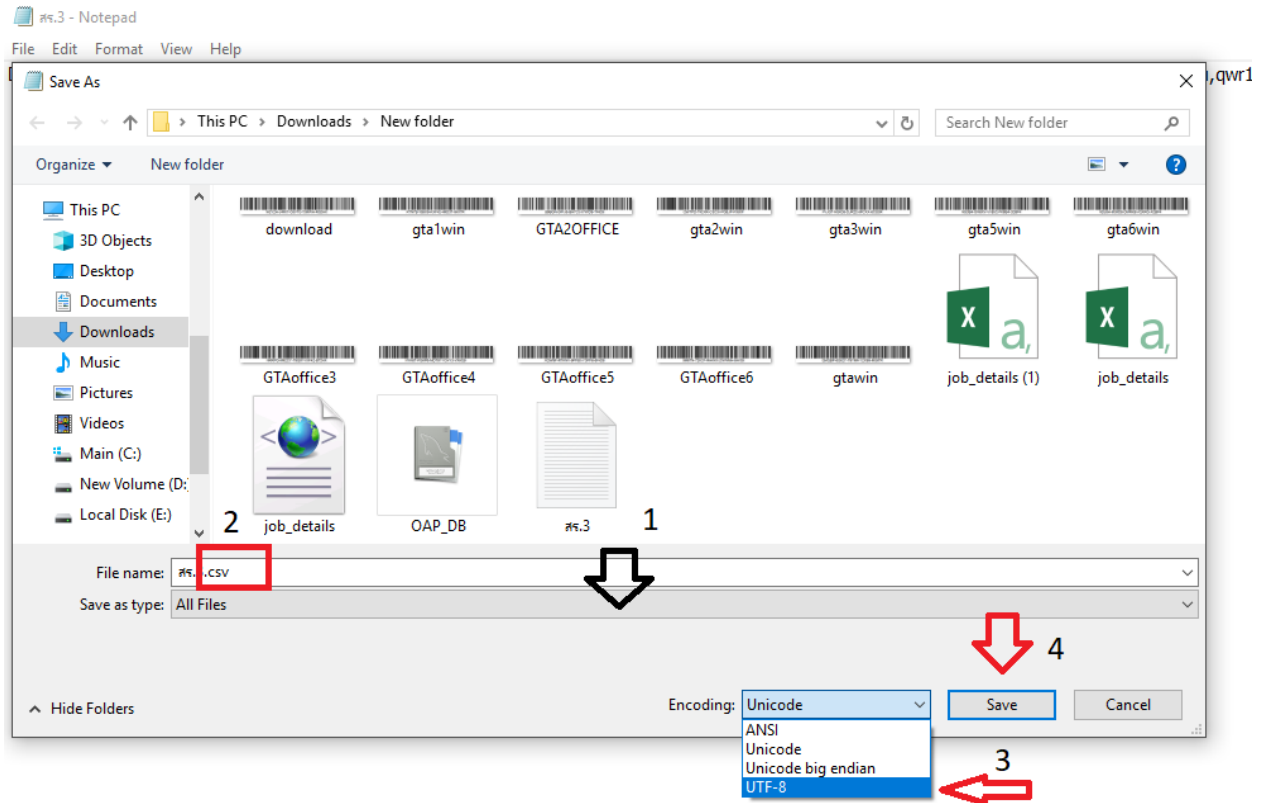 สร.3 - Notepad
File Edit Format View Help
Save As
,qwr1
This PC > Downloads > New folder
Search New folder
Organize New folder
This PC
3D Objects
Desktop
Documents
Downloads
Music
Pictures
Videos
Main (C:)
New Volume (D:
Local Disk (E:)
download gta1win GTA2OFFICE gta2win gta3win gta5win gta6win
GTAoffice3 GTAoffice4 GTAoffice5 GTAoffice6 gtawin job_details (1) job_details
job_details OAP_DB สร.3
2
1
File name: สร.3.csv
Save as type: All Files
4
Hide Folders
Encoding: Unicode Save Cancel
ANSI
Unicode
Unicode big endian
UTF-8
3